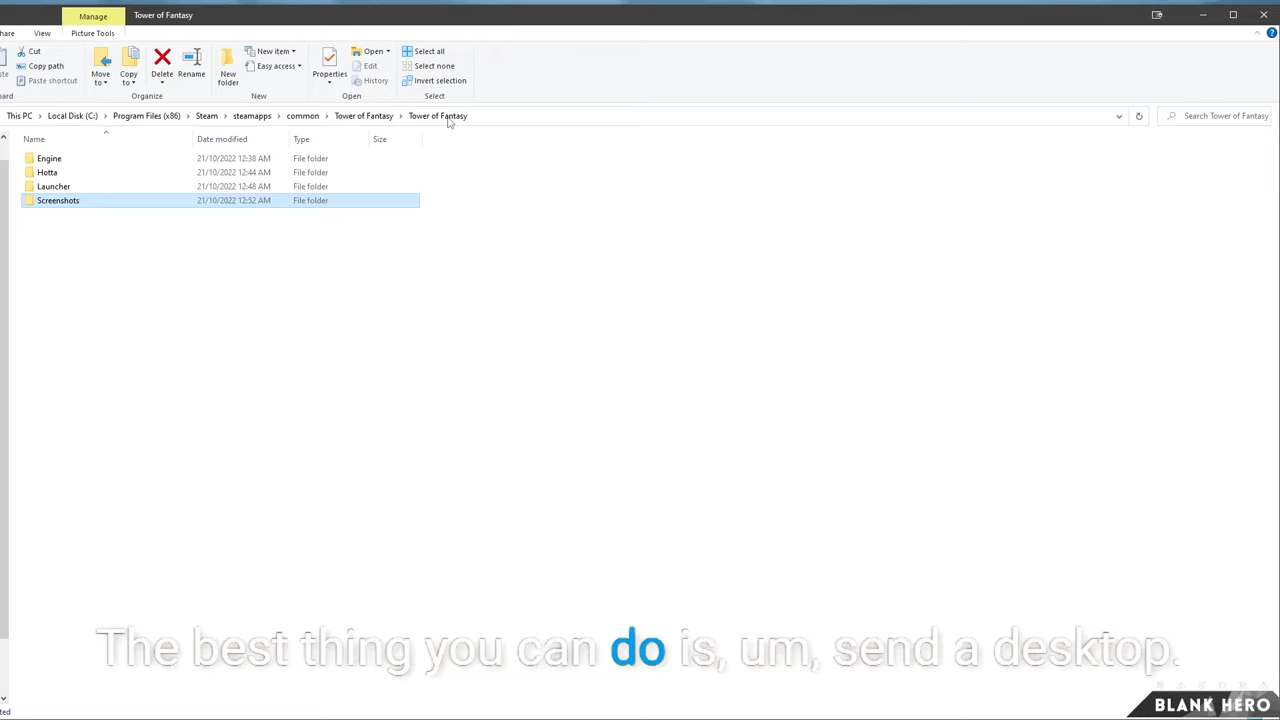 Manage
Tower of Fantasy
View
Picture Tools
Cut
Copy path
Paste shortcut
Move to
Copy to
Delete
Rename
Organize
New folder
New item
Easy access
New
Properties
Open
Edit
History
Open
Select all
Select none
Invert selection
Select
This PC > Local Disk (C:) > Program Files (x86) > Steam > steamapps > common > Tower of Fantasy > Tower of Fantasy
Search Tower of Fantasy
Name Date modified Type Size
Engine 21/10/2022 12:38 AM File folder
Hotta 21/10/2022 12:44 AM File folder
Launcher 21/10/2022 12:48 AM File folder
Screenshots 21/10/2022 12:52 AM File folder
The best thing you can do is, um, send a desktop.
BLANK HERO